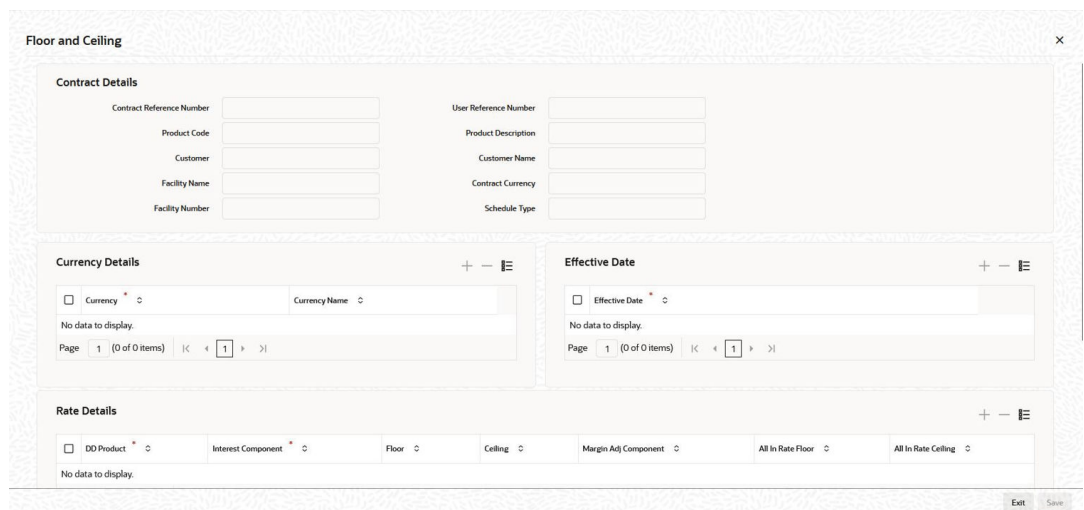 Floor and Ceiling
Contract Details
Contract Reference Number User Reference Number
Product Code Product Description
Customer Customer Name
Facility Name Contract Currency
Facility Number Schedule Type
Currency Details
Currency * Currency Name
No data to display.
Page 1 (0 of 0 items) 1
Effective Date
Effective Date *
No data to display.
Page 1 (0 of 0 items) 1
Rate Details
DD Product * Interest Component * Floor Ceiling Margin Adj Component All In Rate Floor All In Rate Ceiling
No data to display.
Exit Save